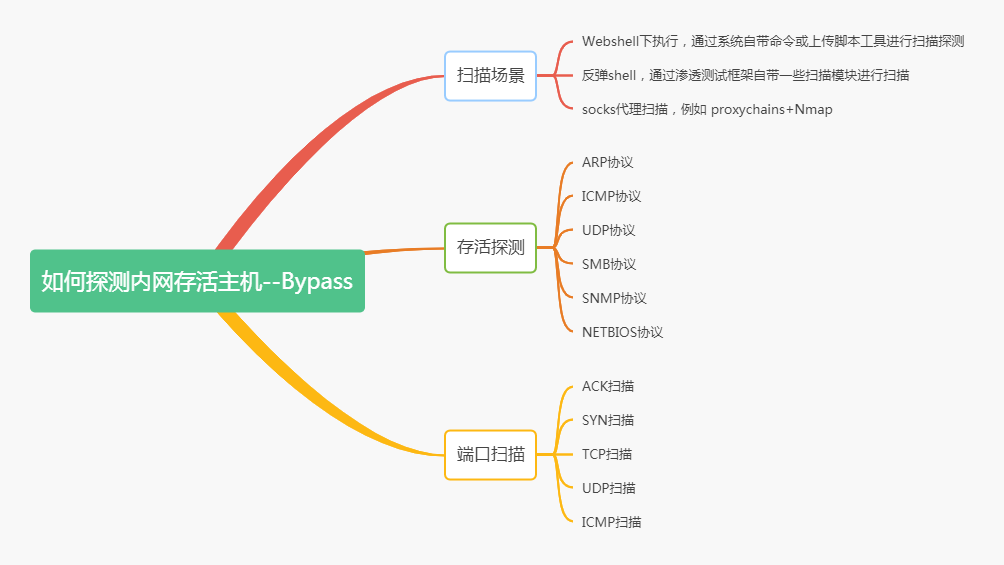 如何探测内网存活主机--Bypass
扫描场景
Webshell下执行，通过系统自带命令或上传脚本工具进行扫描探测
反弹shell，通过渗透测试框架自带一些扫描模块进行扫描
socks代理扫描，例如 proxychains+Nmap
存活探测
ARP协议
ICMP协议
UDP协议
SMB协议
SNMP协议
NETBIOS协议
端口扫描
ACK扫描
SYN扫描
TCP扫描
UDP扫描
ICMP扫描